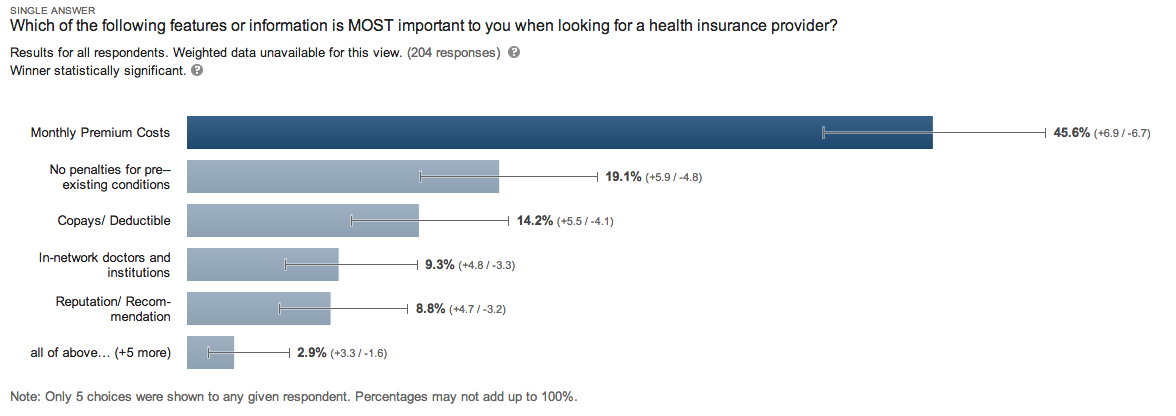 SINGLE ANSWER
Which of the following features or information is MOST important to you when looking for a health insurance provider?
Results for all respondents. Weighted data unavailable for this view. (204 responses) ?
Winner statistically significant. ?
Monthly Premium Costs 45.6% (+6.9 / -6.7)
No penalties for pre--
existing conditions 19.1% (+5.9 / -4.8)
Copays/ Deductible 14.2% (+5.5 / -4.1)
In-network doctors and
institutions 9.3% (+4.8 / -3.3)
Reputation/ Recom-
mendation 8.8% (+4.7 / -3.2)
all of above... (+5 more) 2.9% (+3.3 / -1.6)
Note: Only 5 choices were shown to any given respondent. Percentages may not add up to 100%.